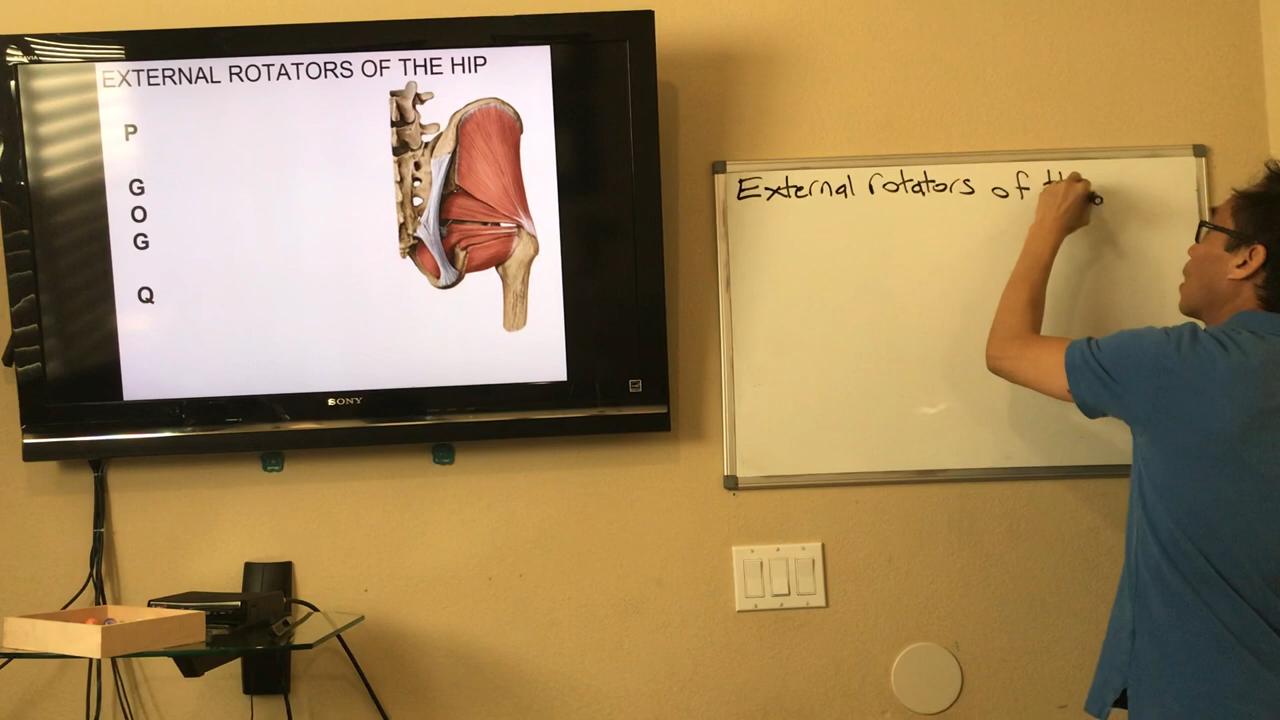 EXTERNAL ROTATORS OF THE HIP
P
G
O
G
Q
SONY
External rotators of